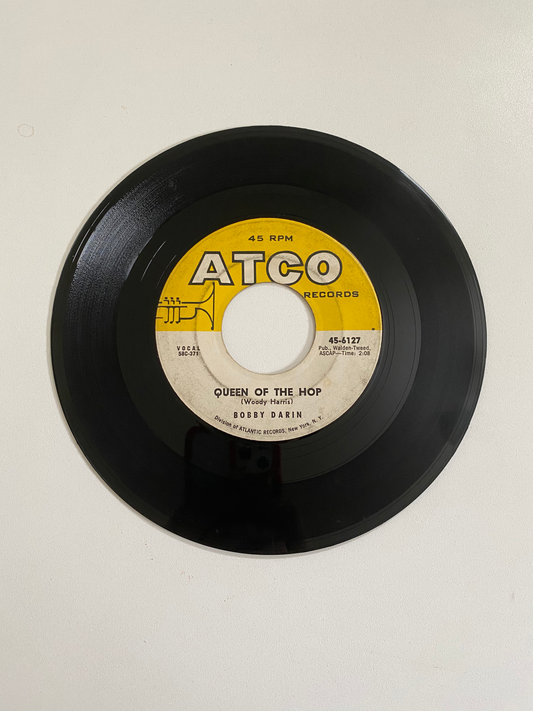 45 RPM
ATCO
RECORDS
VOCAL
58C-371
45-6127
Pub., Walden-Tweed,
ASCAP—Time: 2:08
QUEEN OF THE HOP
(Woody Harris)
BOBBY DARIN
Division of ATLANTIC RECORDS, New York, N. Y.